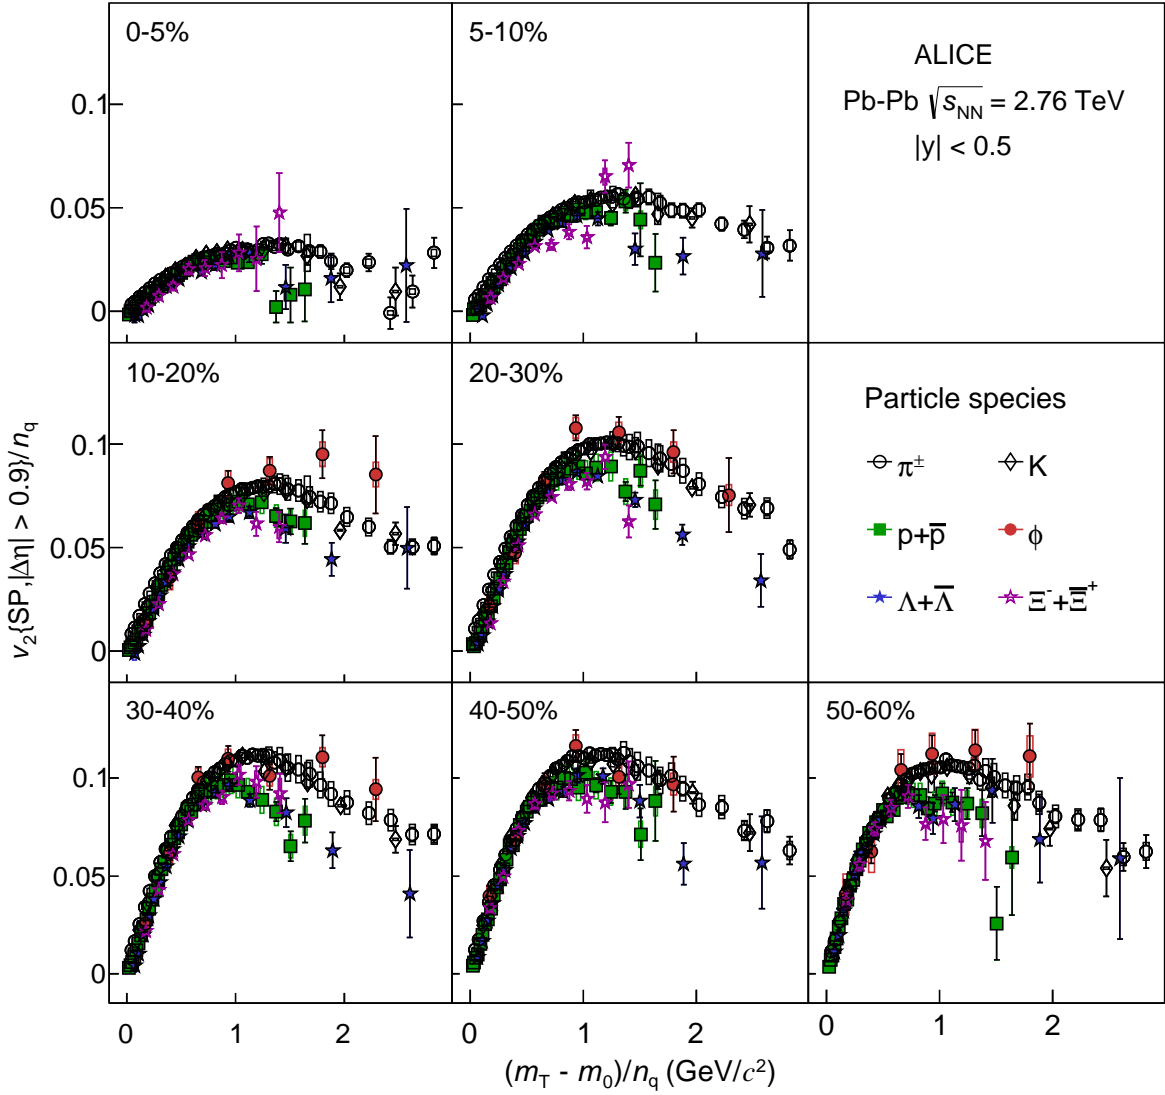 0-5%
5-10%
ALICE
Pb-Pb √sNN = 2.76 TeV
|y| < 0.5
0.1
0.05
0
10-20%
20-30%
Particle species
π± K
p+p̅ ϕ
Λ+Λ̅ Ξ⁻+Ξ̅⁺
0.1
0.05
0
v₂{SP,|Δη| > 0.9}/n_q
30-40%
40-50%
50-60%
0.1
0.05
0
0 1 2 0 1 2 0 1 2
(m_T - m₀)/n_q (GeV/c²)